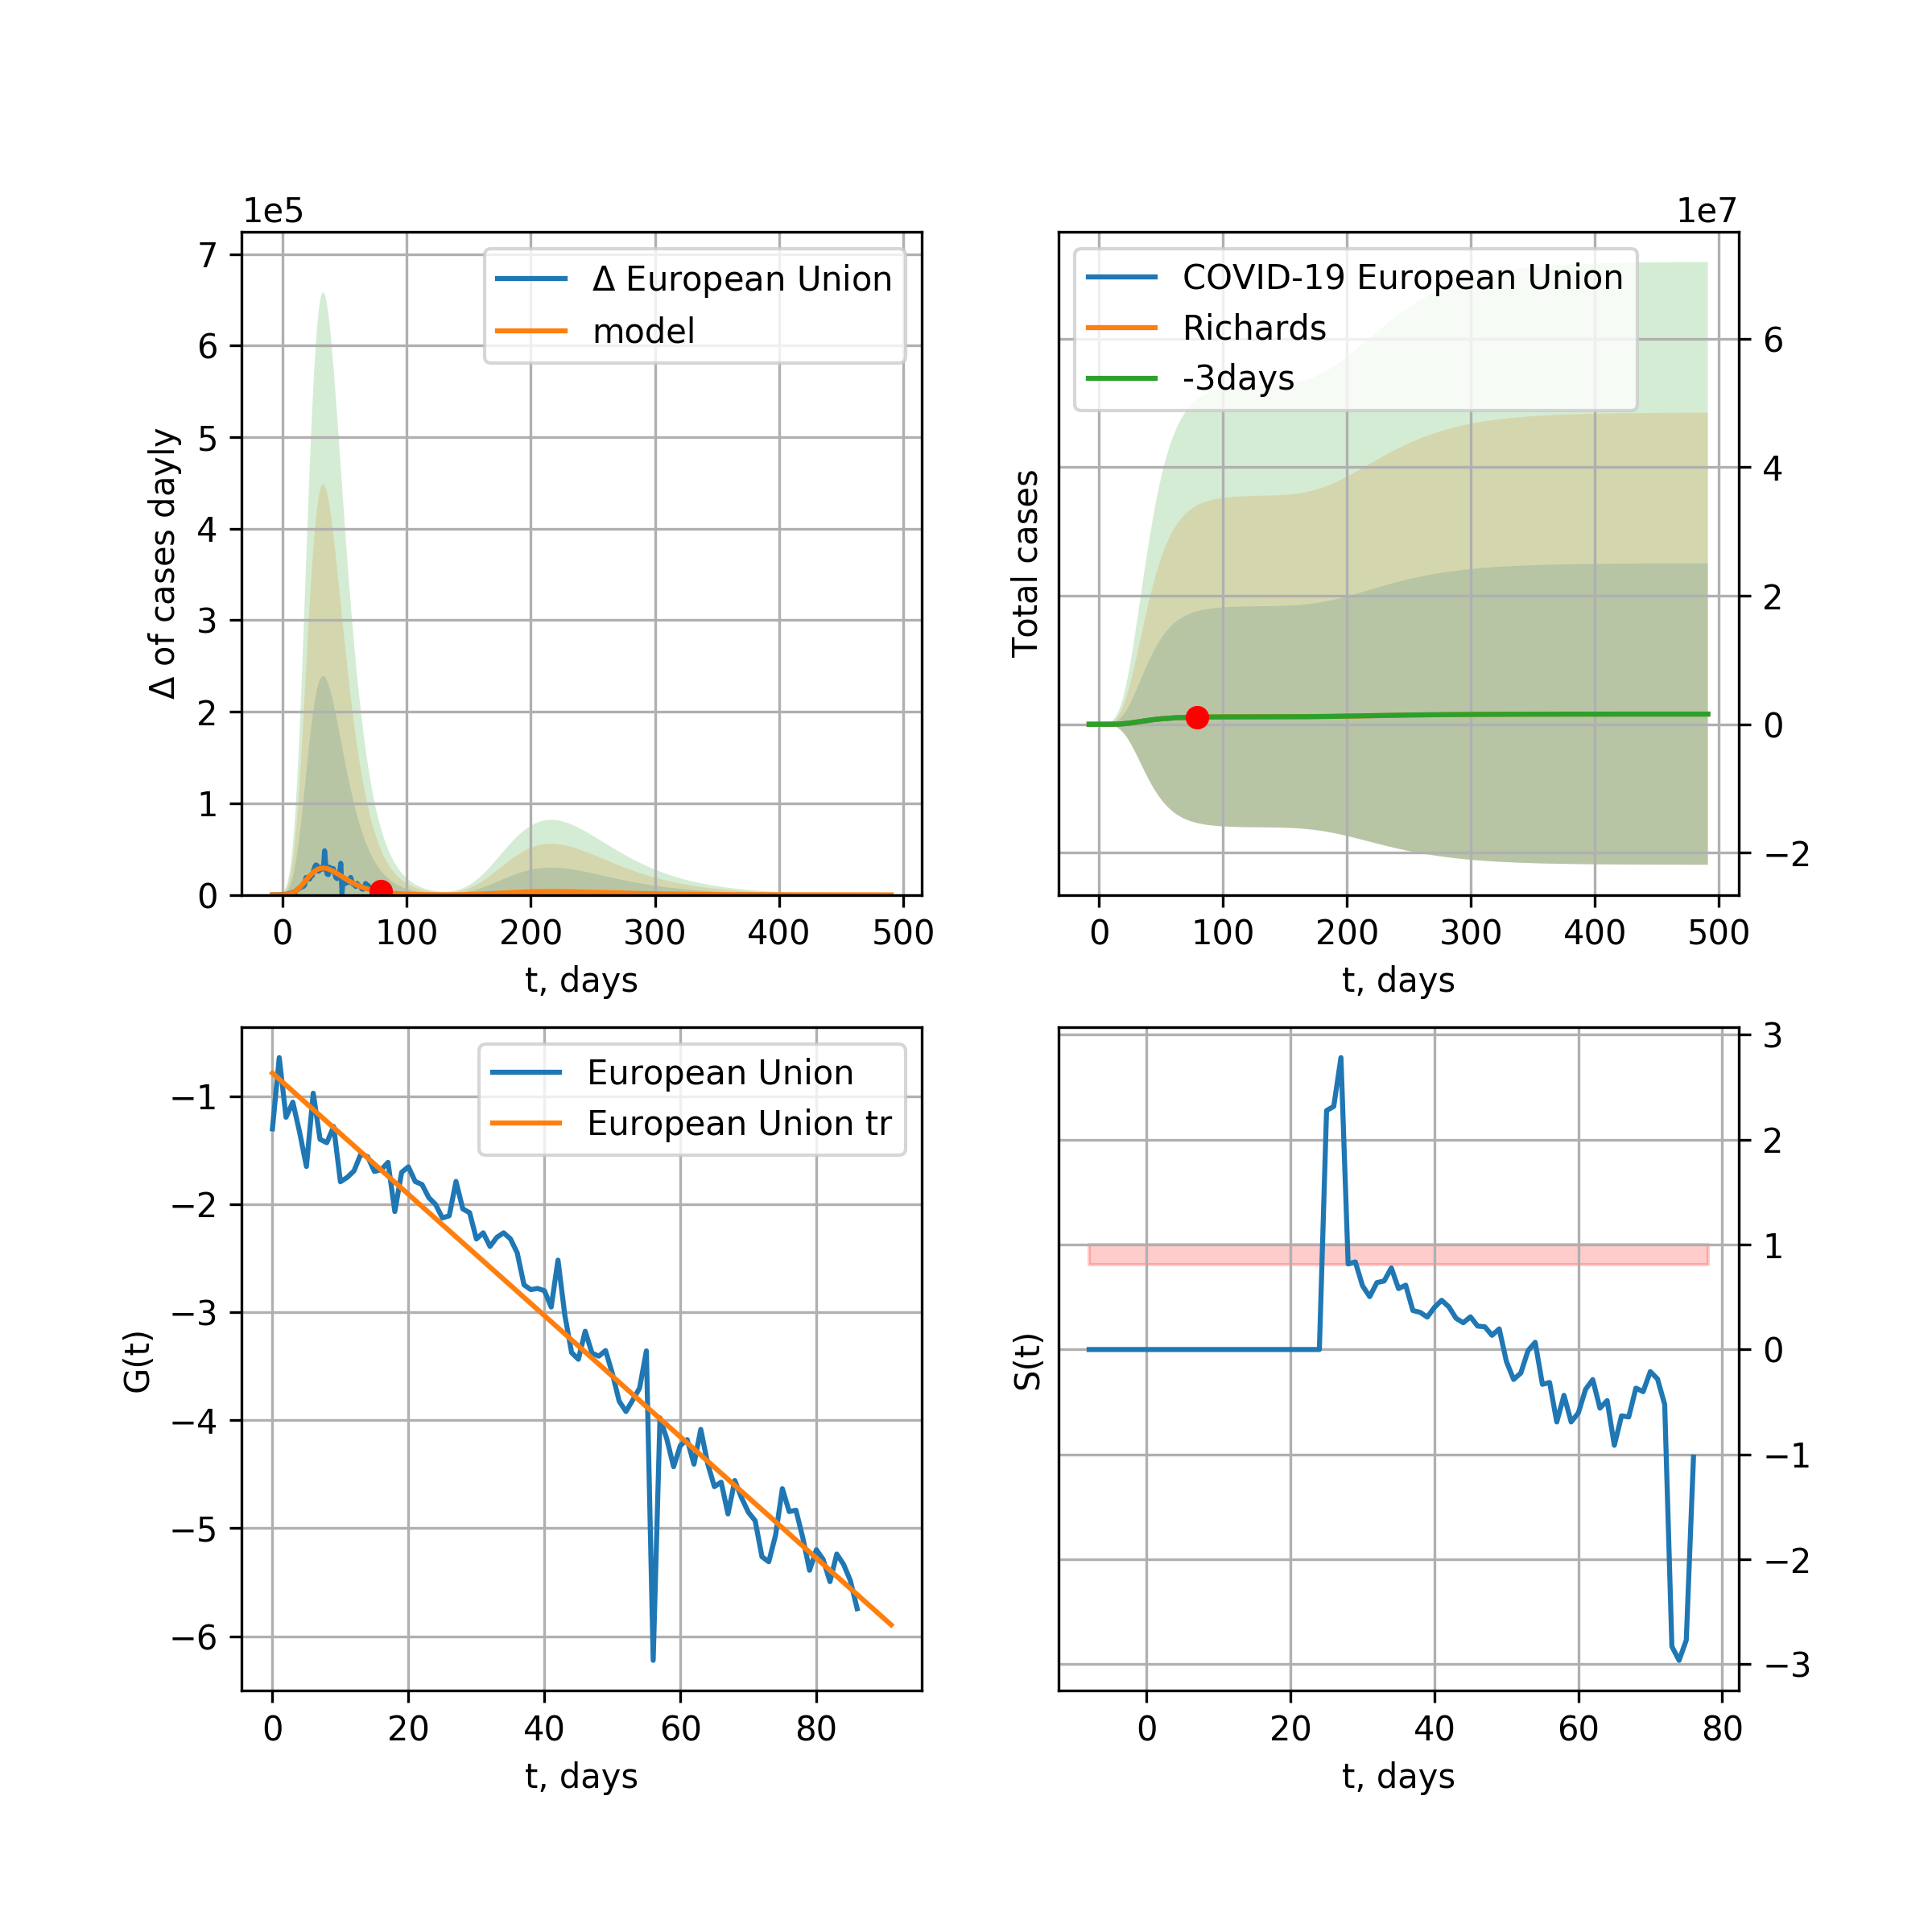 1e5
7
6
5
4
3
2
1
0
Δ of cases dayly
Δ European Union
model
0 100 200 300 400 500
t, days
1e7
COVID-19 European Union
Richards
-3days
Total cases
6
4
2
0
−2
0 100 200 300 400 500
t, days
−1
−2
−3
−4
−5
−6
G(t)
European Union
European Union tr
0 20 40 60 80
t, days
S(t)
3
2
1
0
−1
−2
−3
0 20 40 60 80
t, days